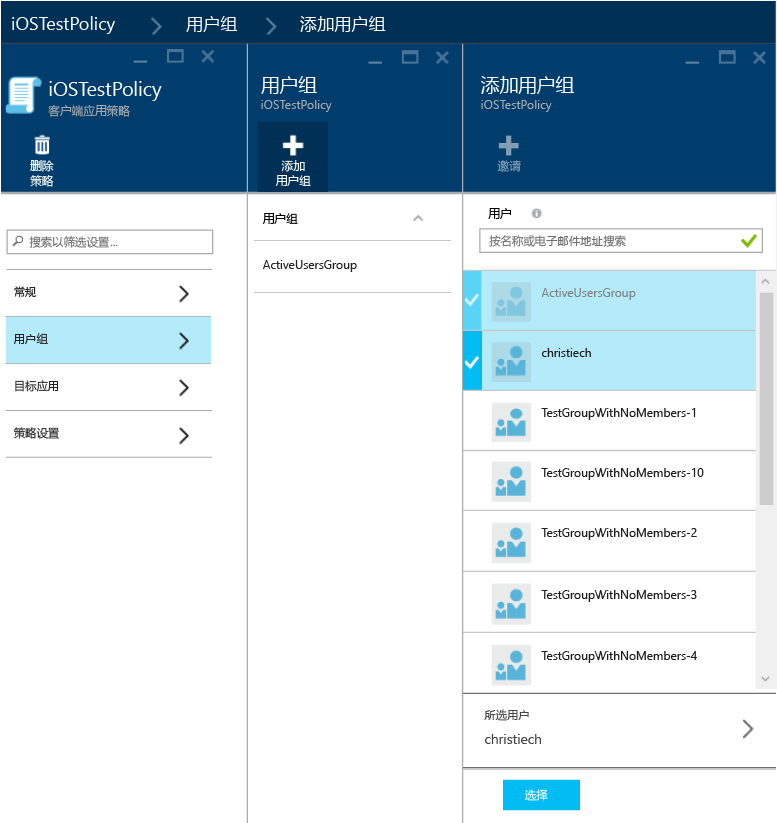 iOSTestPolicy 用户组 添加用户组
iOSTestPolicy
客户端应用策略
删除
策略
搜索以筛选设置...
常规
用户组
目标应用
策略设置
用户组
iOSTestPolicy
添加
用户组
用户组
ActiveUsersGroup
添加用户组
iOSTestPolicy
邀请
用户
按名称或电子邮件地址搜索
ActiveUsersGroup
christiech
TestGroupWithNoMembers-1
TestGroupWithNoMembers-10
TestGroupWithNoMembers-2
TestGroupWithNoMembers-3
TestGroupWithNoMembers-4
所选用户
christiech
选择